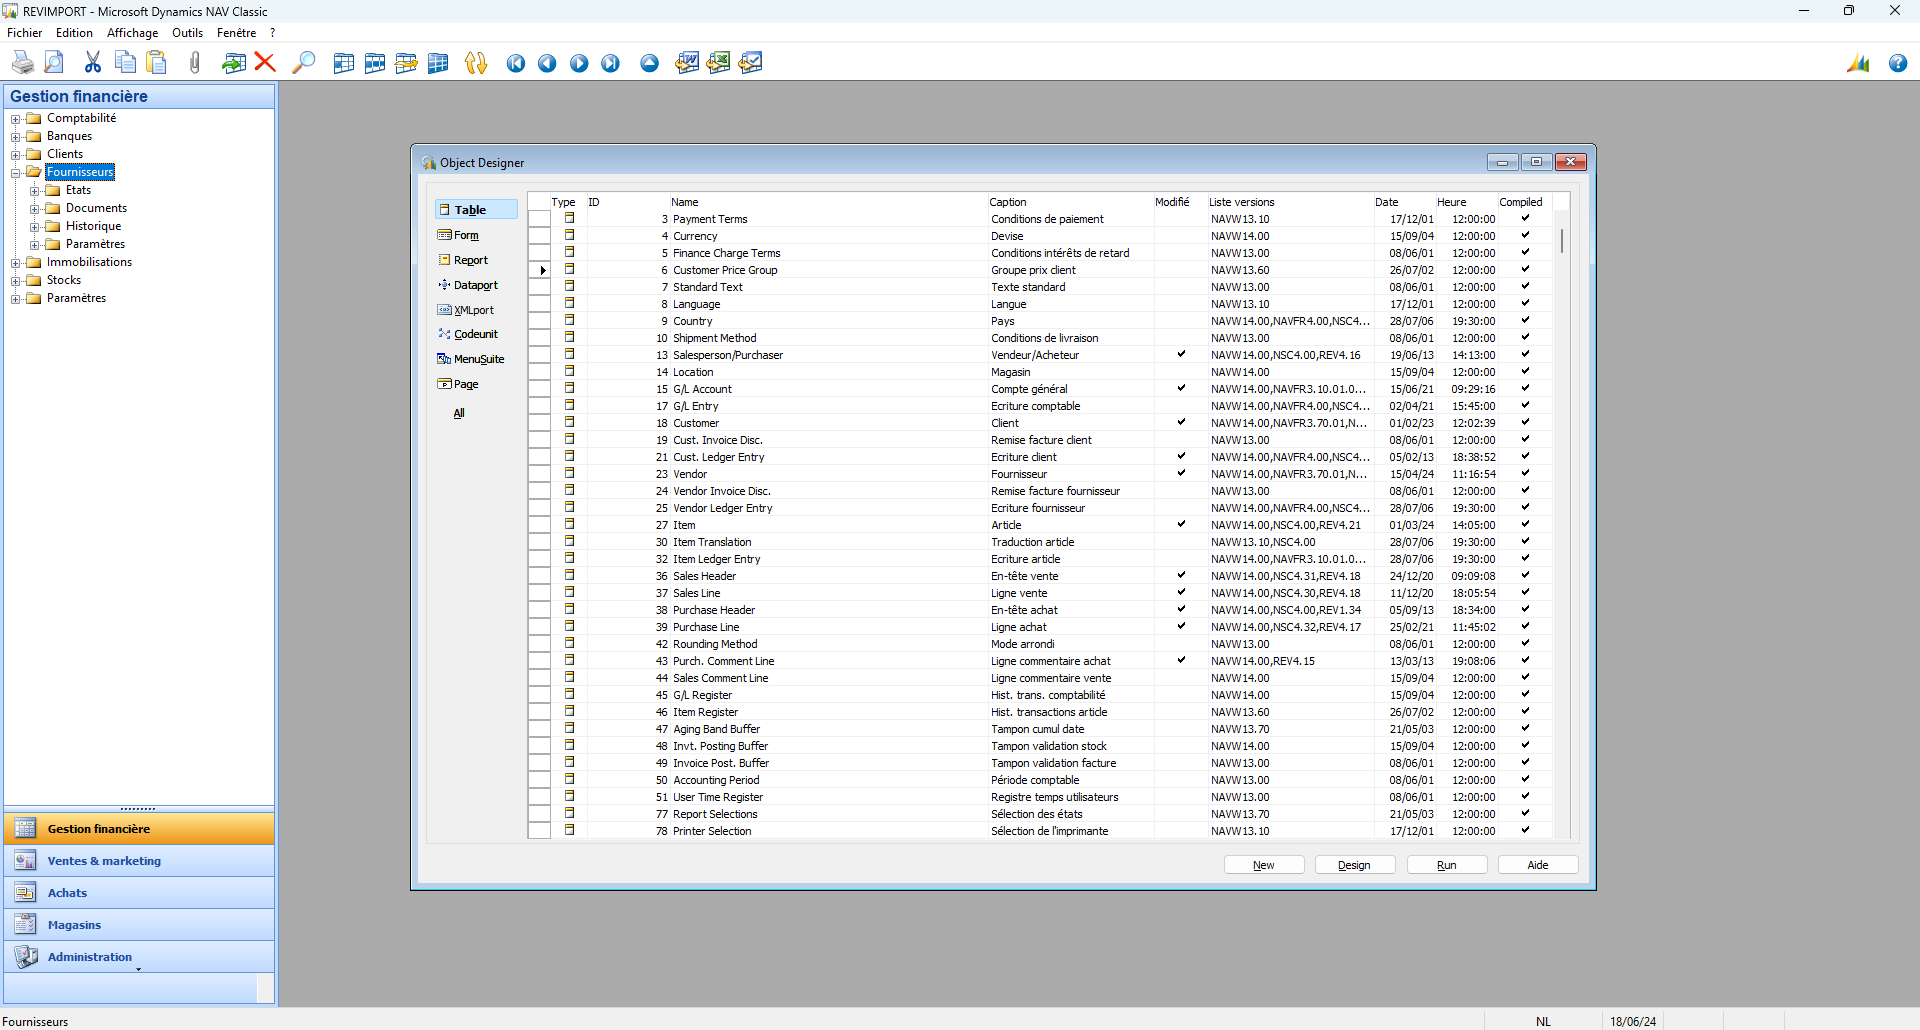 REVIMPORT - Microsoft Dynamics NAV Classic
Fichier Edition Affichage Outils Fenêtre ?
Gestion financière
Comptabilité
Banques
Clients
Fournisseurs
Etats
Documents
Historique
Paramètres
Immobilisations
Stocks
Paramètres
Gestion financière
Ventes & marketing
Achats
Magasins
Administration
Object Designer
Table
Form
Report
Dataport
XMLport
Codeunit
MenuSuite
Page
All
Type ID Name Caption Modifié Liste versions Date Heure Compiled
3 Payment Terms Conditions de paiement NAVW13.10 17/12/01 12:00:00
4 Currency Devise NAVW14.00 15/09/04 12:00:00
5 Finance Charge Terms Conditions intérêts de retard NAVW13.00 08/06/01 12:00:00
6 Customer Price Group Groupe prix client NAVW13.60 26/07/02 12:00:00
7 Standard Text Texte standard NAVW13.00 08/06/01 12:00:00
8 Language Langue NAVW13.10 17/12/01 12:00:00
9 Country Pays NAVW14.00,NAVFR4.00,NSC4... 28/07/06 19:30:00
10 Shipment Method Conditions de livraison NAVW13.00 08/06/01 12:00:00
13 Salesperson/Purchaser Vendeur/Acheteur NAVW14.00,NSC4.00,REV4.16 19/06/13 14:13:00
14 Location Magasin NAVW14.00 15/09/04 12:00:00
15 G/L Account Compte général NAVW14.00,NAVFR3.10.01.0... 15/06/21 09:29:16
17 G/L Entry Ecriture comptable NAVW14.00,NAVFR4.00,NSC4... 02/04/21 15:45:00
18 Customer Client NAVW14.00,NAVFR3.70.01,N... 01/02/23 12:02:39
19 Cust. Invoice Disc. Remise facture client NAVW13.00 08/06/01 12:00:00
21 Cust. Ledger Entry Ecriture client NAVW14.00,NAVFR4.00,NSC4... 05/02/13 18:38:52
23 Vendor Fournisseur NAVW14.00,NAVFR3.70.01,N... 15/04/24 11:16:54
24 Vendor Invoice Disc. Remise facture fournisseur NAVW13.00 08/06/01 12:00:00
25 Vendor Ledger Entry Ecriture fournisseur NAVW14.00,NAVFR4.00,NSC4... 28/07/06 19:30:00
27 Item Article NAVW14.00,NSC4.00,REV4.21 01/03/24 14:05:00
30 Item Translation Traduction article NAVW13.10,NSC4.00 28/07/06 19:30:00
32 Item Ledger Entry Ecriture article NAVW14.00,NAVFR3.10.01.0... 28/07/06 19:30:00
36 Sales Header En-tête vente NAVW14.00,NSC4.31,REV4.18 24/12/20 09:09:08
37 Sales Line Ligne vente NAVW14.00,NSC4.30,REV4.18 11/12/20 18:05:54
38 Purchase Header En-tête achat NAVW14.00,NSC4.00,REV1.34 05/09/13 18:34:00
39 Purchase Line Ligne achat NAVW14.00,NSC4.32,REV4.17 25/02/21 11:45:02
42 Rounding Method Mode arrondi NAVW13.00 08/06/01 12:00:00
43 Purch. Comment Line Ligne commentaire achat NAVW14.00,REV4.15 13/03/13 19:08:06
44 Sales Comment Line Ligne commentaire vente NAVW14.00 15/09/04 12:00:00
45 G/L Register Hist. trans. comptabilité NAVW14.00 15/09/04 12:00:00
46 Item Register Hist. transactions article NAVW13.60 26/07/02 12:00:00
47 Aging Band Buffer Tampon cumul date NAVW13.70 21/05/03 12:00:00
48 Invt. Posting Buffer Tampon validation stock NAVW14.00 15/09/04 12:00:00
49 Invoice Post. Buffer Tampon validation facture NAVW13.00 08/06/01 12:00:00
50 Accounting Period Période comptable NAVW13.00 08/06/01 12:00:00
51 User Time Register Registre temps utilisateurs NAVW13.00 08/06/01 12:00:00
77 Report Selections Sélection des états NAVW13.70 21/05/03 12:00:00
78 Printer Selection Sélection de l'imprimante NAVW13.10 17/12/01 12:00:00
New Design Run Aide
Fournisseurs NL 18/06/24